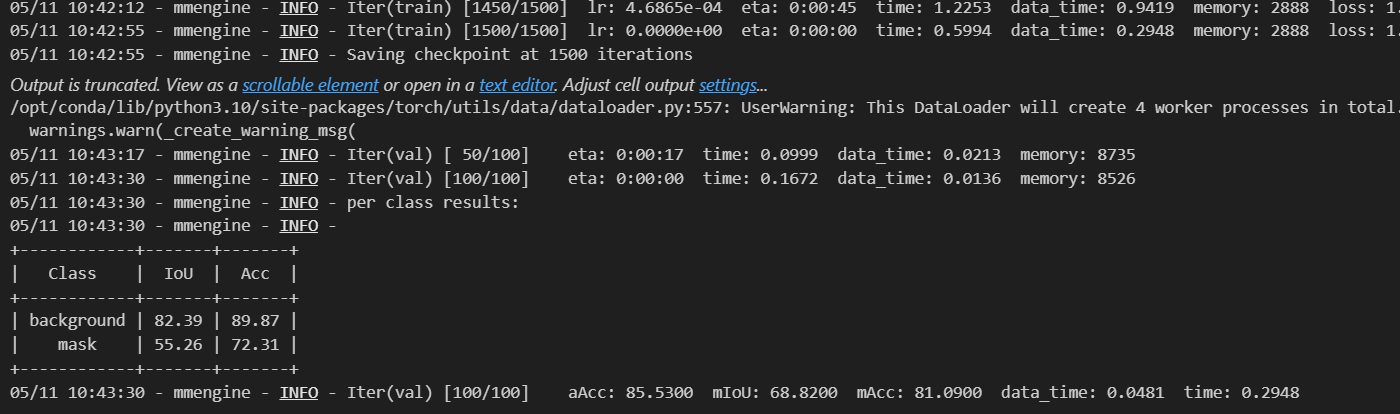 05/11 10:42:12 - mmengine - INFO - Iter(train) [1450/1500]  lr: 4.6865e-04  eta: 0:00:45  time: 1.2253  data_time: 0.9419  memory: 2888  loss: 1.
05/11 10:42:55 - mmengine - INFO - Iter(train) [1500/1500]  lr: 0.0000e+00  eta: 0:00:00  time: 0.5994  data_time: 0.2948  memory: 2888  loss: 1.
05/11 10:42:55 - mmengine - INFO - Saving checkpoint at 1500 iterations
Output is truncated. View as a scrollable element or open in a text editor. Adjust cell output settings...
/opt/conda/lib/python3.10/site-packages/torch/utils/data/dataloader.py:557: UserWarning: This DataLoader will create 4 worker processes in total.
  warnings.warn(_create_warning_msg(
05/11 10:43:17 - mmengine - INFO - Iter(val) [ 50/100]    eta: 0:00:17  time: 0.0999  data_time: 0.0213  memory: 8735
05/11 10:43:30 - mmengine - INFO - Iter(val) [100/100]    eta: 0:00:00  time: 0.1672  data_time: 0.0136  memory: 8526
05/11 10:43:30 - mmengine - INFO - per class results:
05/11 10:43:30 - mmengine - INFO -
+------------+-------+-------+
|   Class    |  IoU  |  Acc  |
+------------+-------+-------+
| background | 82.39 | 89.87 |
|    mask    | 55.26 | 72.31 |
+------------+-------+-------+
05/11 10:43:30 - mmengine - INFO - Iter(val) [100/100]    aAcc: 85.5300  mIoU: 68.8200  mAcc: 81.0900  data_time: 0.0481  time: 0.2948